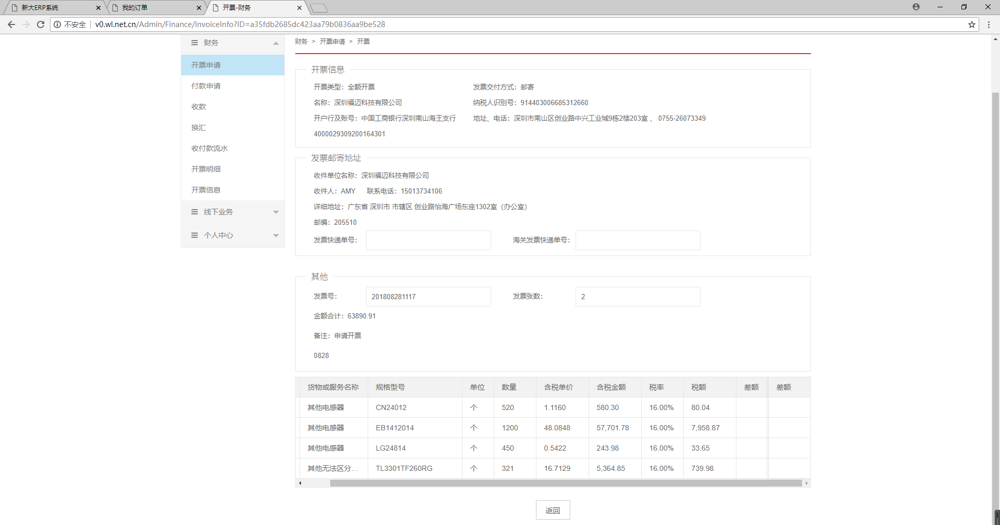 新大ERP系统 我的订单 开票-财务
不安全 v0.wl.net.cn/Admin/Finance/InvoiceInfo?ID=a35fdb2685dc423aa79b0836aa9be528
财务
开票申请
付款申请
收款
换汇
收付款流水
开票明细
开票信息
线下业务
个人中心
财务 > 开票申请 > 开票
开票信息
开票类型：全额开票 发票交付方式：邮寄
名称：深圳福迈科技有限公司 纳税人识别号：914403006685312660
开户行及账号：中国工商银行深圳南山海王支行 地址、电话：深圳市南山区创业路中兴工业城9栋2楼203室 、 0755-26073349
4000029309200164301
发票邮寄地址
收件单位名称：深圳福迈科技有限公司
收件人：AMY 联系电话：15013734106
详细地址：广东省 深圳市 市辖区 创业路怡海广场东座1302室（办公室）
邮编：205510
发票快递单号： 海关发票快递单号：
其他
发票号： 201808281117 发票张数： 2
金额合计：63890.91
备注：申请开票
0828
货物或服务名称 规格型号 单位 数量 含税单价 含税金额 税率 税额 差额 差额
其他电感器 CN24012 个 520 1.1160 580.30 16.00% 80.04
其他电感器 EB1412014 个 1200 48.0848 57,701.78 16.00% 7,958.87
其他电感器 LG24814 个 450 0.5422 243.98 16.00% 33.65
其他无法区分... TL3301TF260RG 个 321 16.7129 5,364.85 16.00% 739.98
返回